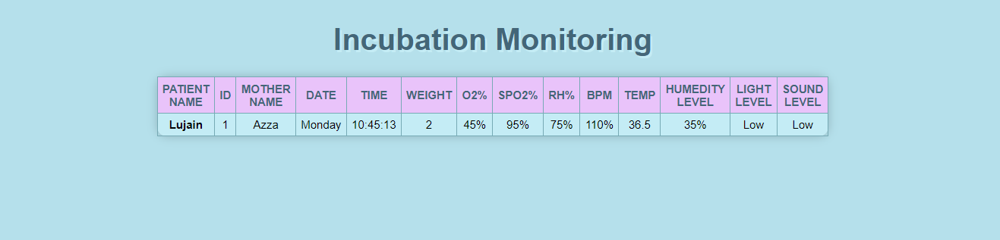 Incubation Monitoring
PATIENT NAME ID MOTHER NAME DATE TIME WEIGHT O2% SPO2% RH% BPM TEMP HUMEDITY LEVEL LIGHT LEVEL SOUND LEVEL
Lujain 1 Azza Monday 10:45:13 2 45% 95% 75% 110% 36.5 35% Low Low